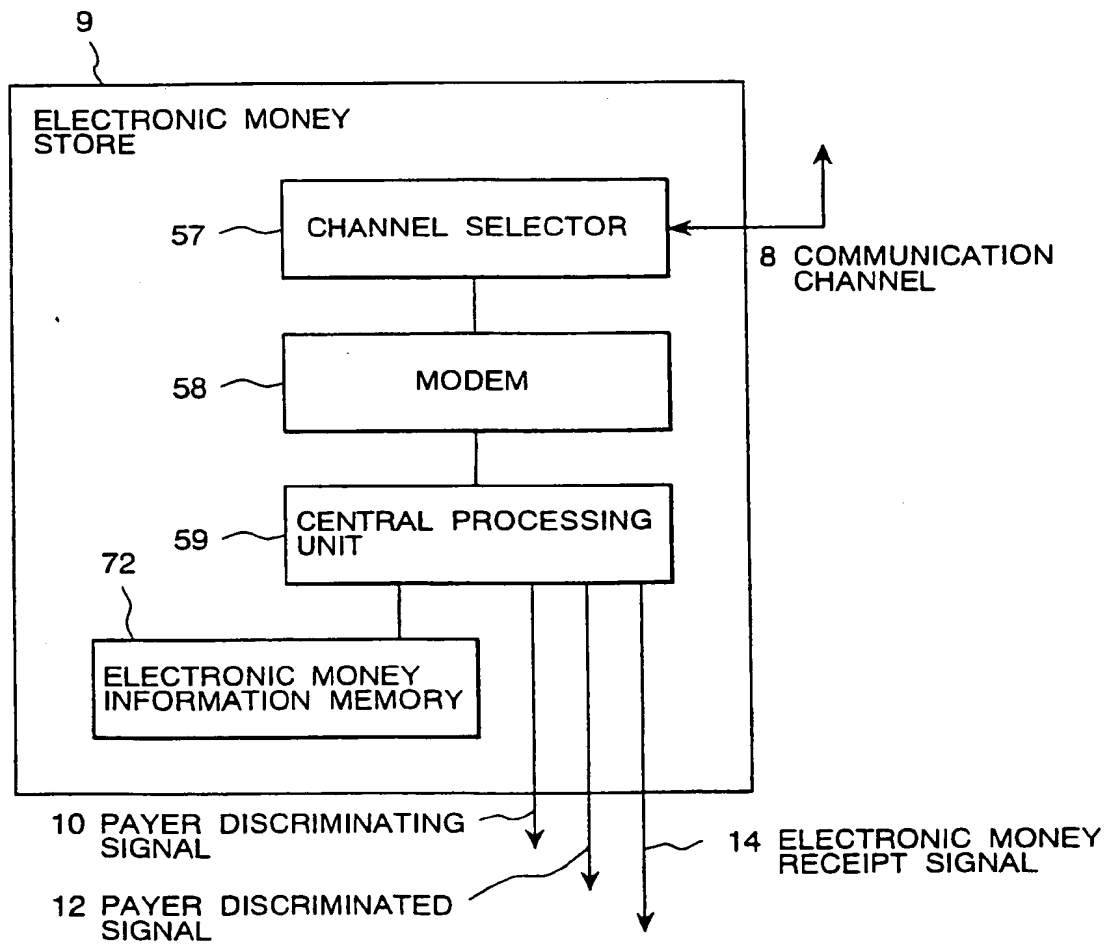 9
ELECTRONIC MONEY
STORE
57
CHANNEL SELECTOR
8 COMMUNICATION
CHANNEL
58
MODEM
59
CENTRAL PROCESSING
UNIT
72
ELECTRONIC MONEY
INFORMATION MEMORY
10 PAYER DISCRIMINATING
SIGNAL
14 ELECTRONIC MONEY
RECEIPT SIGNAL
12 PAYER DISCRIMINATED
SIGNAL